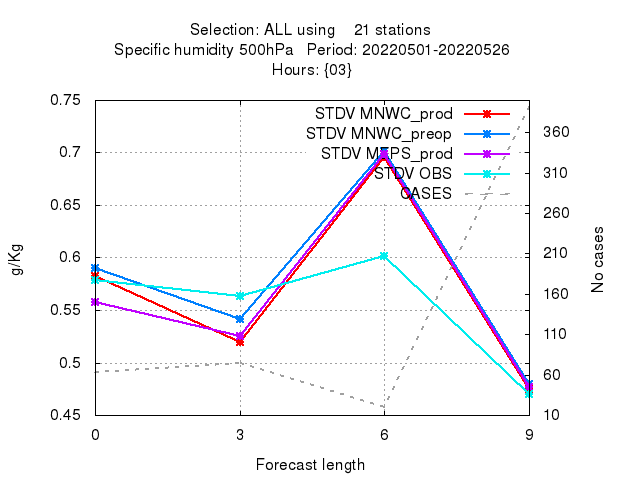 Selection: ALL using 21 stations
Specific humidity 500hPa Period: 20220501-20220526
Hours: {03}
STDV MNWC_prod
STDV MNWC_preop
STDV MEPS_prod
STDV OBS
CASES
0.75
0.7
0.65
0.6
0.55
0.5
0.45
360
310
260
210
160
110
60
10
g/Kg
No cases
0 3 6 9
Forecast length